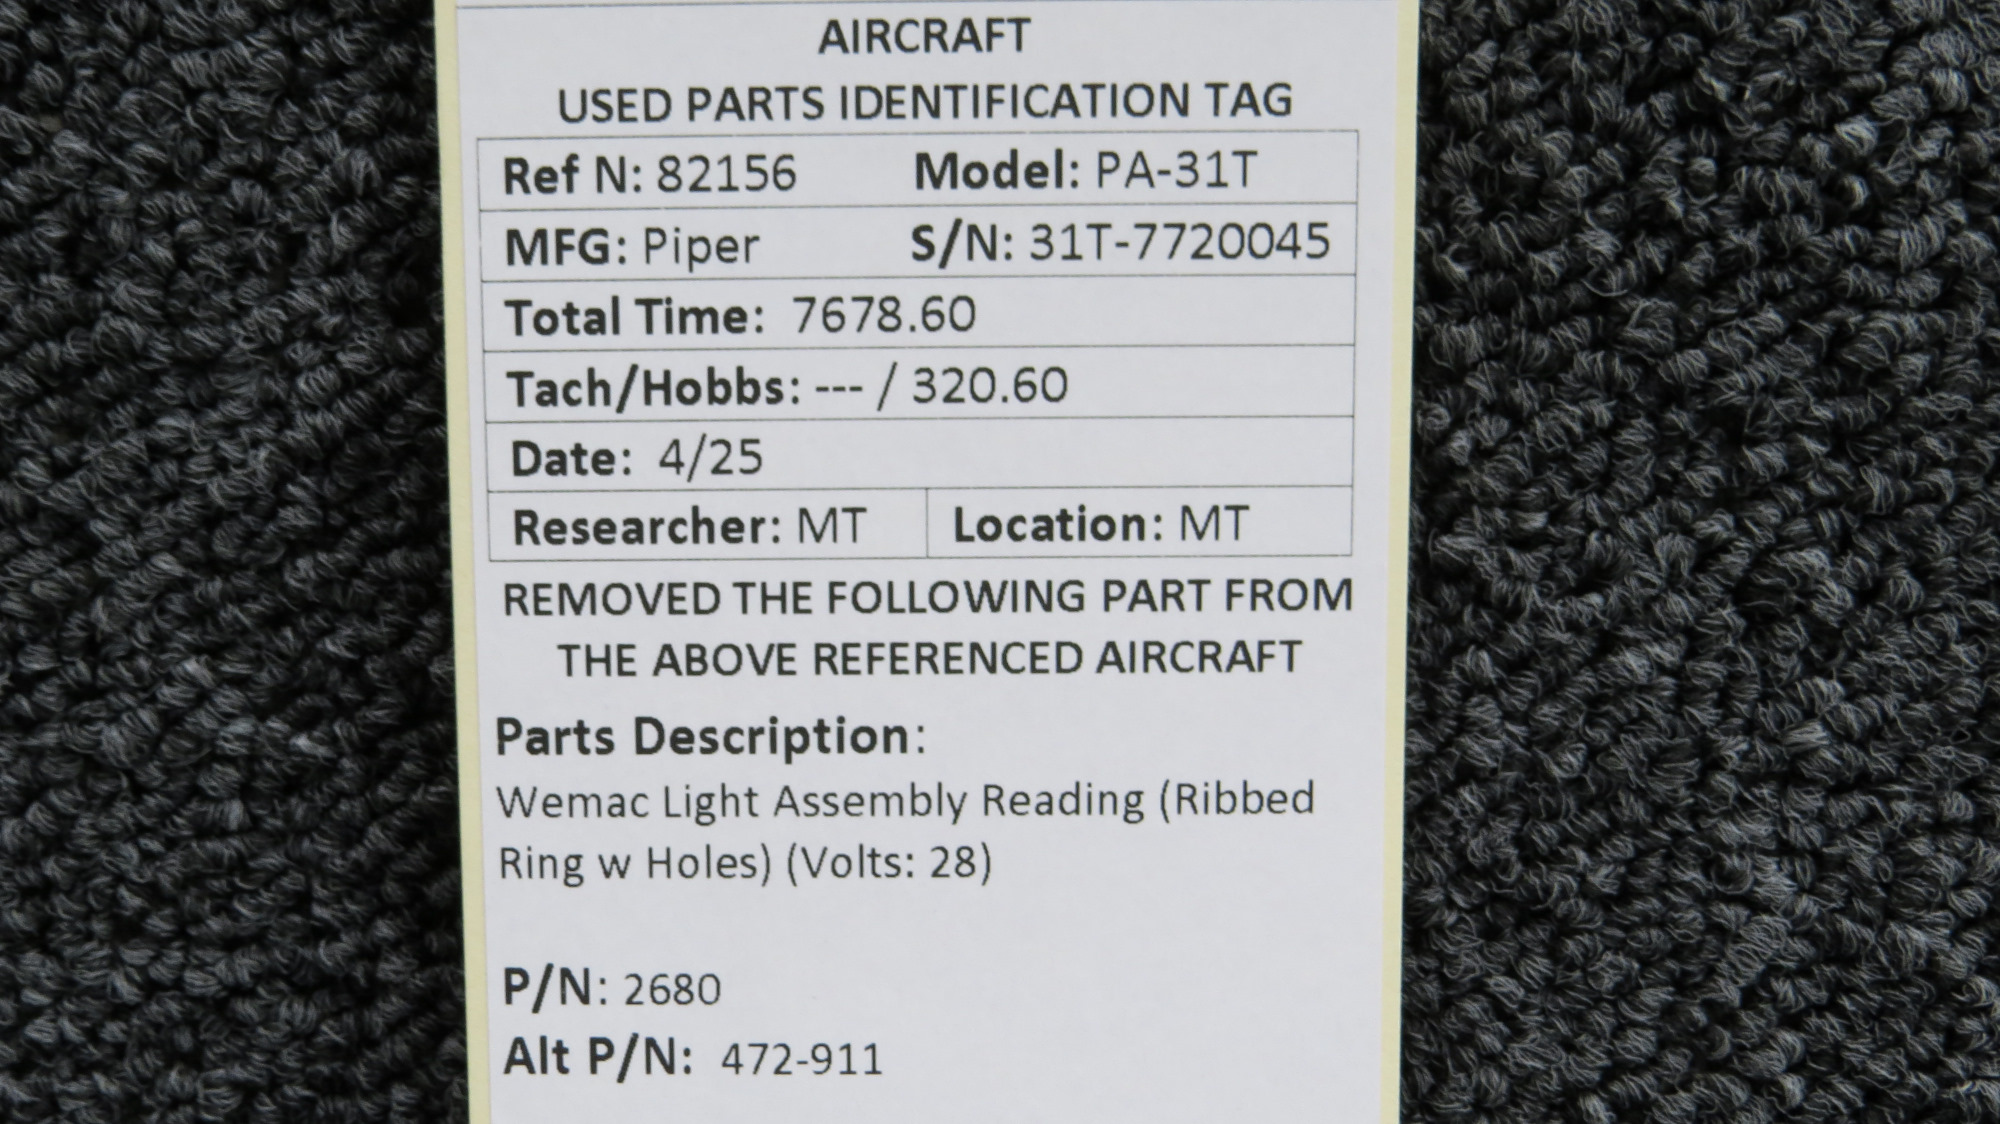 AIRCRAFT
USED PARTS IDENTIFICATION TAG
Ref N: 82156 Model: PA-31T
MFG: Piper S/N: 31T-7720045
Total Time: 7678.60
Tach/Hobbs: --- / 320.60
Date: 4/25
Researcher: MT Location: MT
REMOVED THE FOLLOWING PART FROM
THE ABOVE REFERENCED AIRCRAFT
Parts Description:
Wemac Light Assembly Reading (Ribbed
Ring w Holes) (Volts: 28)
P/N: 2680
Alt P/N: 472-911